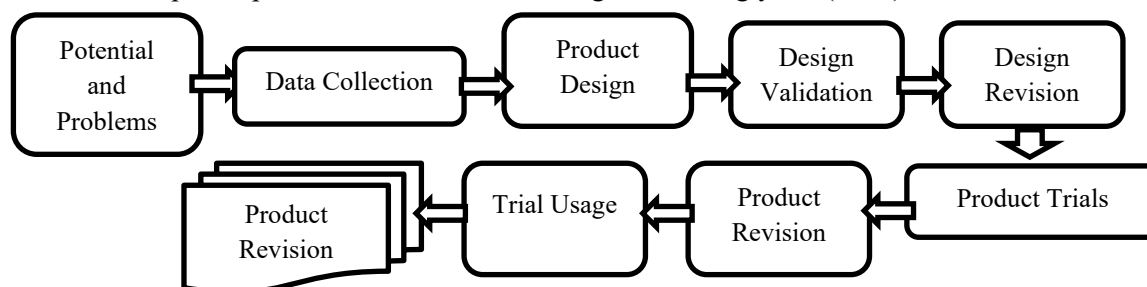 Potential
and
Problems
Data Collection
Product
Design
Design
Validation
Design
Revision
Product Trials
Product
Revision
Trial Usage
Product
Revision